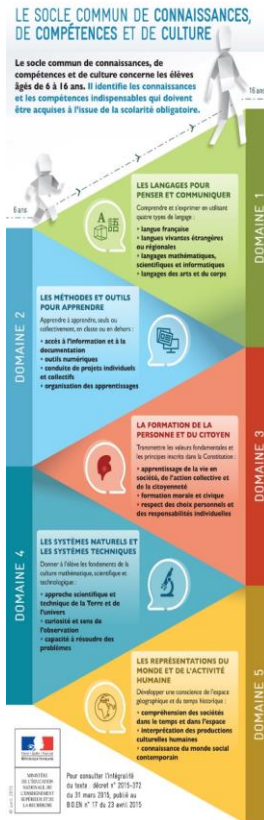 LE SOCLE COMMUN DE CONNAISSANCES,
DE COMPÉTENCES ET DE CULTURE
Le socle commun de connaissances, de
compétences et de culture concerne les élèves
âgés de 6 à 16 ans. Il identifie les connaissances
et les compétences indispensables qui doivent
être acquises à l'issue de la scolarité obligatoire.
16 ans
6 ans
DOMAINE 1
LES LANGAGES POUR
PENSER ET COMMUNIQUER
Comprendre et s'exprimer en utilisant
quatre types de langage :
• langue française
• langues vivantes étrangères
ou régionales
• langages mathématiques,
scientifiques et informatiques
• langages des arts et du corps
A
DOMAINE 2
LES MÉTHODES ET OUTILS
POUR APPRENDRE
Apprendre à apprendre, seuls ou
collectivement, en classe ou en dehors :
• accès à l'information et à la
documentation
• outils numériques
• conduite de projets individuels
et collectifs
• organisation des apprentissages
DOMAINE 3
LA FORMATION DE LA
PERSONNE ET DU CITOYEN
Transmettre les valeurs fondamentales et
les principes inscrits dans la Constitution :
• apprentissage de la vie en
société, de l'action collective et
de la citoyenneté
• formation morale et civique
• respect des choix personnels et
des responsabilités individuelles
DOMAINE 4
LES SYSTÈMES NATURELS ET
LES SYSTÈMES TECHNIQUES
Donner à l'élève les fondements de la
culture mathématique, scientifique et
technologique :
• approche scientifique et
technique de la Terre et de
l'univers
• curiosité et sens de
l'observation
• capacité à résoudre des
problèmes
DOMAINE 5
LES REPRÉSENTATIONS DU
MONDE ET DE L'ACTIVITÉ
HUMAINE
Développer une conscience de l'espace
géographique et du temps historique :
• compréhension des sociétés
dans le temps et dans l'espace
• interprétation des productions
culturelles humaines
• connaissance du monde social
contemporain
MINISTÈRE
DE L'ÉDUCATION
NATIONALE, DE
L'ENSEIGNEMENT
SUPÉRIEUR ET DE
LA RECHERCHE
Pour consulter l'intégralité
du texte : décret n° 2015-372
du 31 mars 2015, publié au
B.O.EN n° 17 du 23 avril 2015